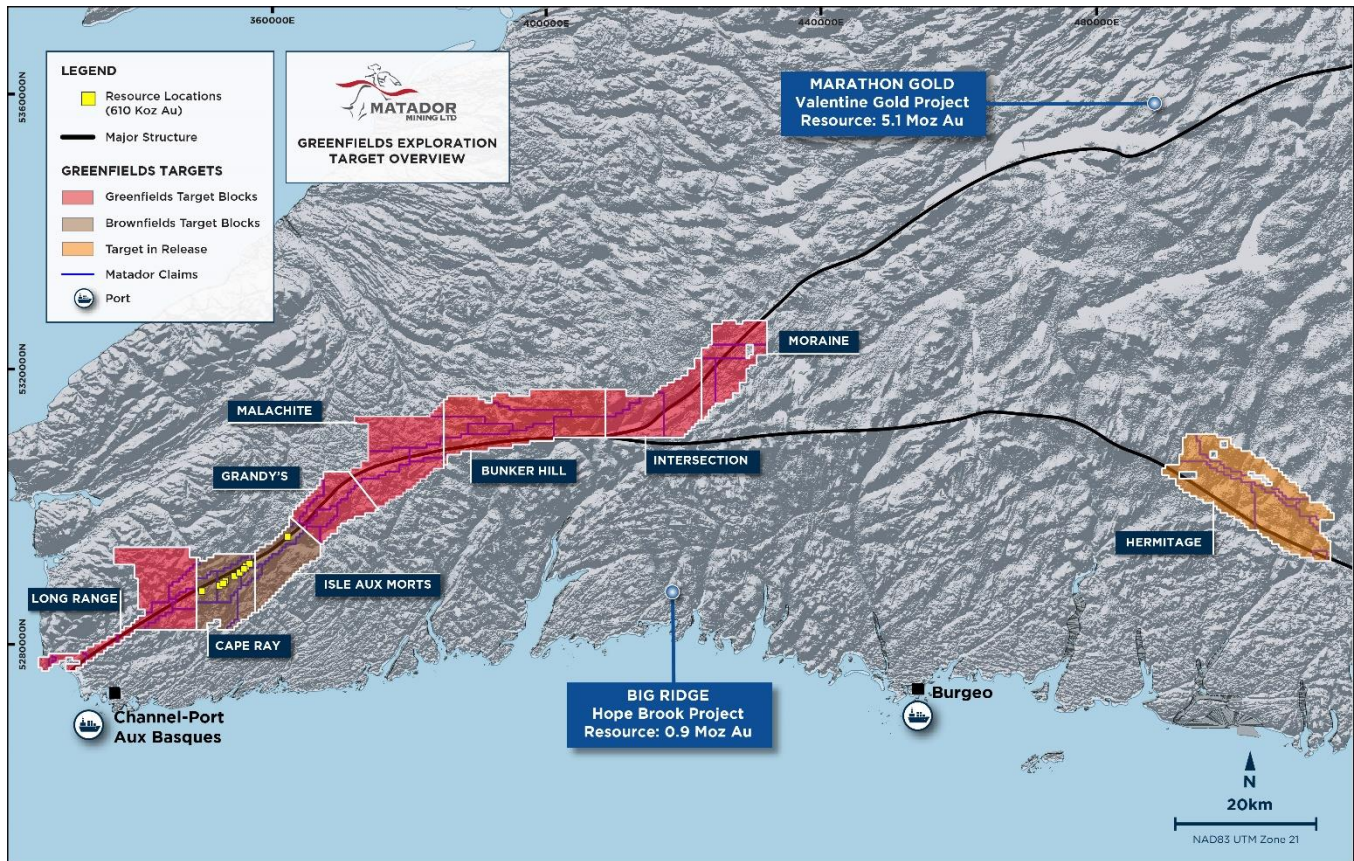 360000E
400000E
440000E
480000E
5360000N
5320000N
5280000N
LEGEND
Resource Locations
(610 Koz Au)
Major Structure
GREENFIELDS TARGETS
Greenfields Target Blocks
Brownfields Target Blocks
Target in Release
Matador Claims
Port
MATADOR
MINING LTD
GREENFIELDS EXPLORATION
TARGET OVERVIEW
MARATHON GOLD
Valentine Gold Project
Resource: 5.1 Moz Au
MORAINE
MALACHITE
GRANDY'S
BUNKER HILL
INTERSECTION
HERMITAGE
ISLE AUX MORTS
LONG RANGE
CAPE RAY
BIG RIDGE
Hope Brook Project
Resource: 0.9 Moz Au
Channel-Port
Aux Basques
Burgeo
N
20km
NAD83 UTM Zone 21